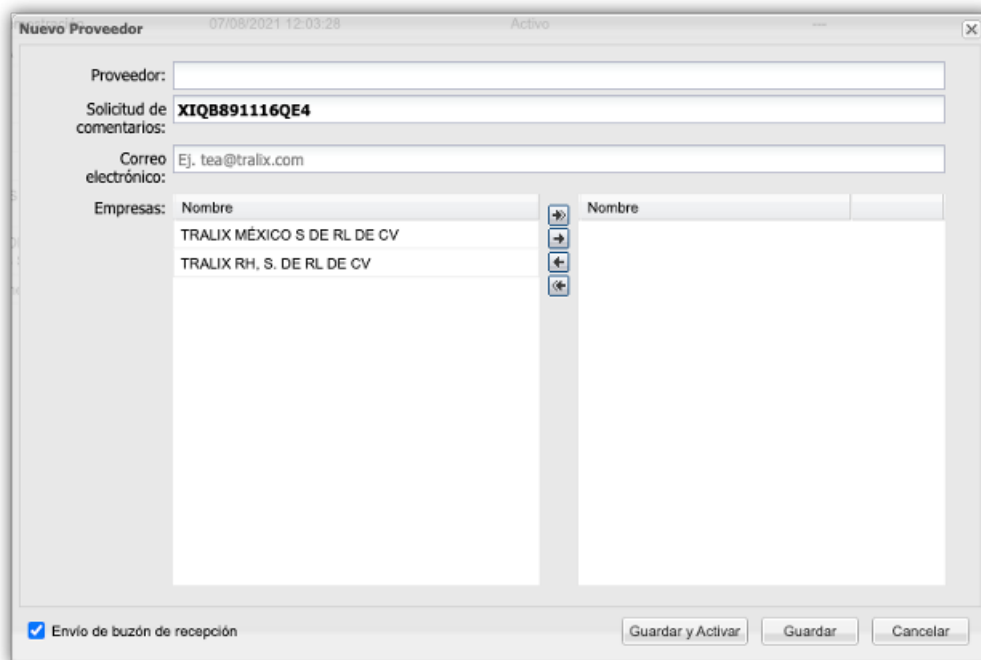 07/08/2021 12:03:28 Activo ---
Nuevo Proveedor
Proveedor:
Solicitud de comentarios: XIQB891116QE4
Correo electrónico: Ej. tea@tralix.com
Empresas: Nombre Nombre
TRALIX MÉXICO S DE RL DE CV
TRALIX RH, S. DE RL DE CV
Envío de buzón de recepción Guardar y Activar Guardar Cancelar